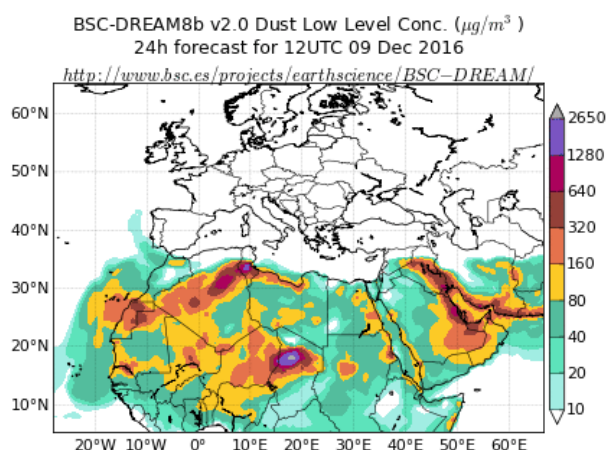 BSC-DREAM8b v2.0 Dust Low Level Conc. (μg/m³ )
24h forecast for 12UTC 09 Dec 2016
http://www.bsc.es/projects/earthscience/BSC−DREAM/
60°N
50°N
40°N
30°N
20°N
10°N
20°W
10°W
0°
10°E
20°E
30°E
40°E
50°E
60°E
2650
1280
640
320
160
80
40
20
10